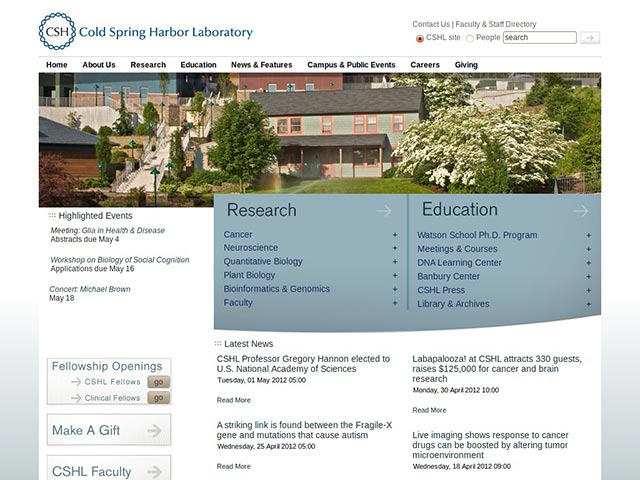 CSH Cold Spring Harbor Laboratory
Contact Us | Faculty & Staff Directory
CSHL site People search
Home About Us Research Education News & Features Campus & Public Events Careers Giving
Highlighted Events
Meeting: Glia in Health & Disease
Abstracts due May 4
Workshop on Biology of Social Cognition
Applications due May 16
Concert: Michael Brown
May 18
Research
Cancer +
Neuroscience +
Quantitative Biology +
Plant Biology +
Bioinformatics & Genomics +
Faculty +
Education
Watson School Ph.D. Program +
Meetings & Courses +
DNA Learning Center +
Banbury Center +
CSHL Press +
Library & Archives +
Fellowship Openings
CSHL Fellows go
Clinical Fellows go
Make A Gift
CSHL Faculty
Latest News
CSHL Professor Gregory Hannon elected to
U.S. National Academy of Sciences
Tuesday, 01 May 2012 05:00
Read More
A striking link is found between the Fragile-X
gene and mutations that cause autism
Wednesday, 25 April 2012 05:00
Read More
Labapalooza! at CSHL attracts 330 guests,
raises $125,000 for cancer and brain
research
Monday, 30 April 2012 10:00
Read More
Live imaging shows response to cancer
drugs can be boosted by altering tumor
microenvironment
Wednesday, 18 April 2012 09:00